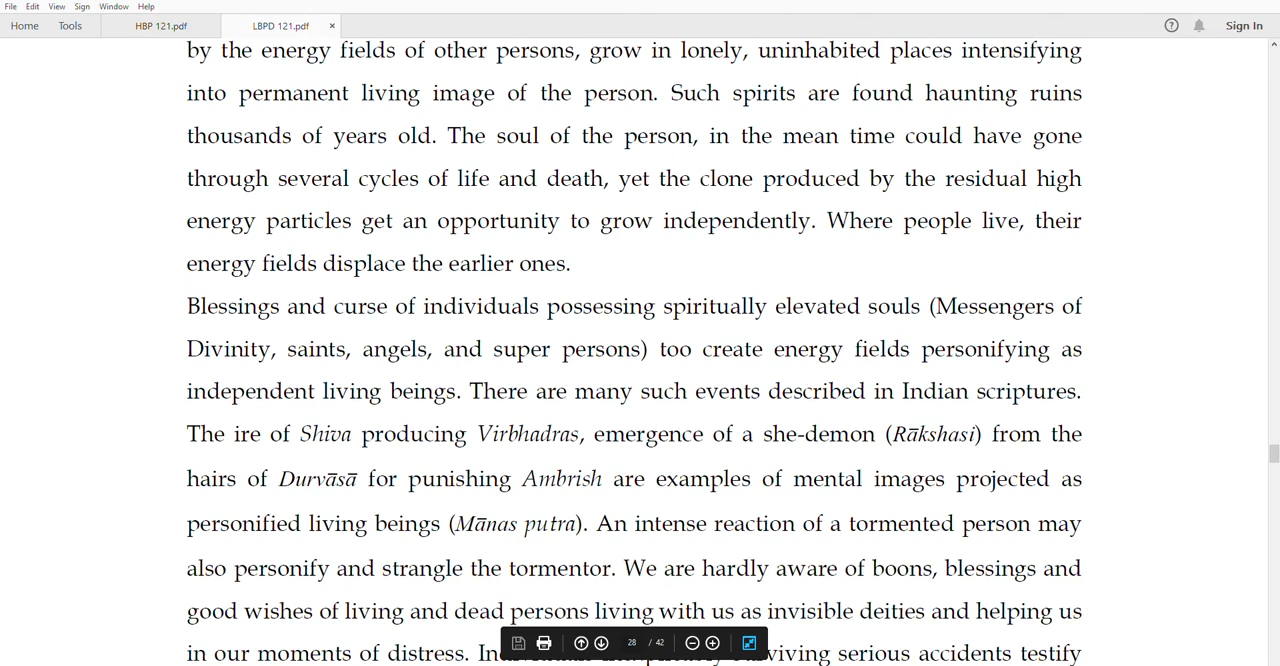 File Edit View Sign Window Help
Home Tools HBP 121.pdf LBPD 121.pdf × ? Sign In
by the energy fields of other persons, grow in lonely, uninhabited places intensifying
into permanent living image of the person. Such spirits are found haunting ruins
thousands of years old. The soul of the person, in the mean time could have gone
through several cycles of life and death, yet the clone produced by the residual high
energy particles get an opportunity to grow independently. Where people live, their
energy fields displace the earlier ones.
Blessings and curse of individuals possessing spiritually elevated souls (Messengers of
Divinity, saints, angels, and super persons) too create energy fields personifying as
independent living beings. There are many such events described in Indian scriptures.
The ire of Shiva producing Virbhadras, emergence of a she-demon (Rākshasi) from the
hairs of Durvāsā for punishing Ambrish are examples of mental images projected as
personified living beings (Mānas putra). An intense reaction of a tormented person may
also personify and strangle the tormentor. We are hardly aware of boons, blessings and
good wishes of living and dead persons living with us as invisible deities and helping us
28 / 42
in our moments of distress. surviving serious accidents testify